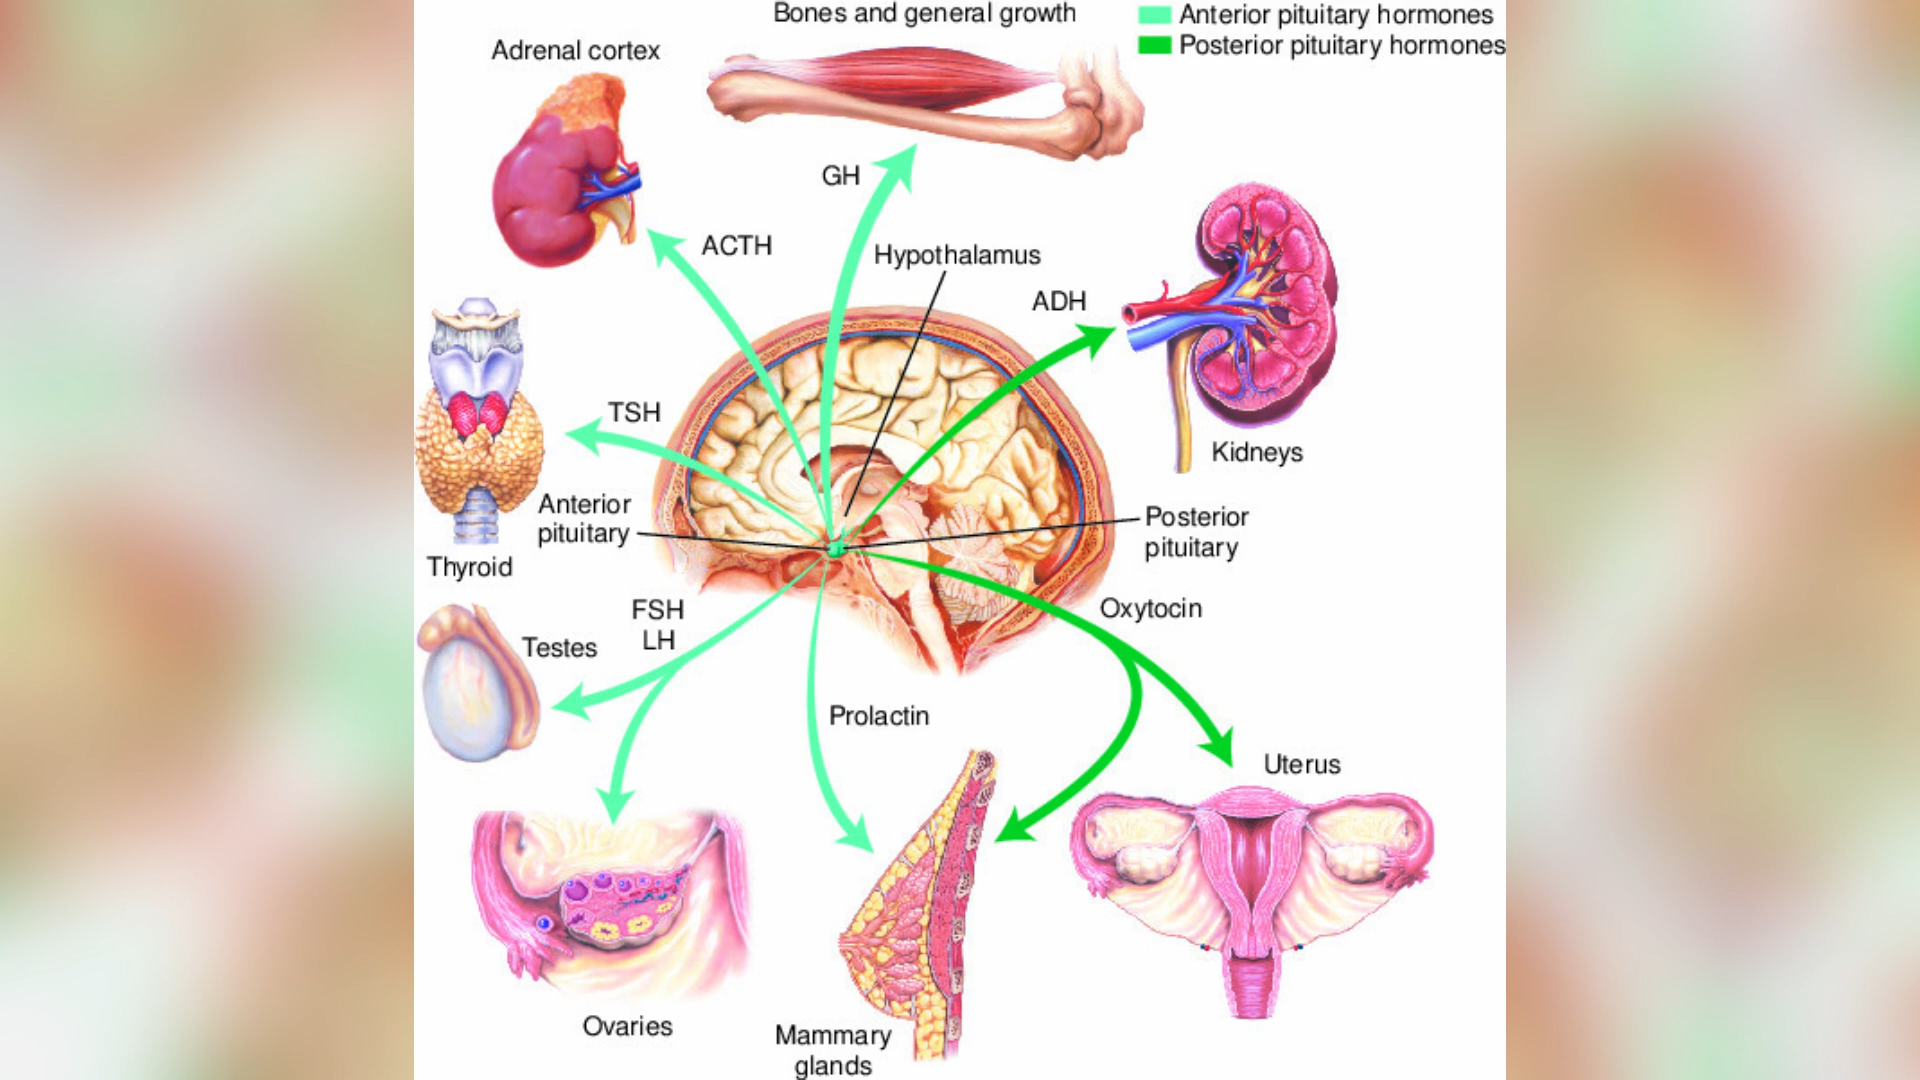 Bones and general growth
Anterior pituitary hormones
Posterior pituitary hormones
Adrenal cortex
GH
ACTH
Hypothalamus
ADH
TSH
Kidneys
Anterior
pituitary
Posterior
pituitary
Thyroid
FSH
LH
Oxytocin
Testes
Prolactin
Uterus
Ovaries
Mammary
glands